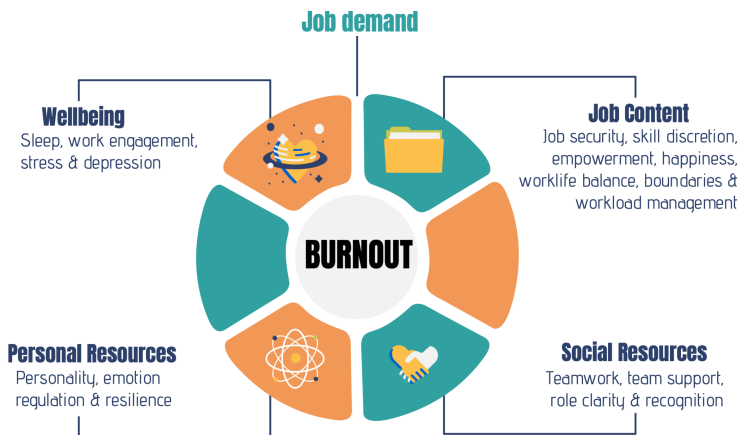 Job demand
Wellbeing
Sleep, work engagement,
stress & depression
Job Content
Job security, skill discretion,
empowerment, happiness,
worklife balance, boundaries &
workload management
BURNOUT
Personal Resources
Personality, emotion
regulation & resilience
Social Resources
Teamwork, team support,
role clarity & recognition